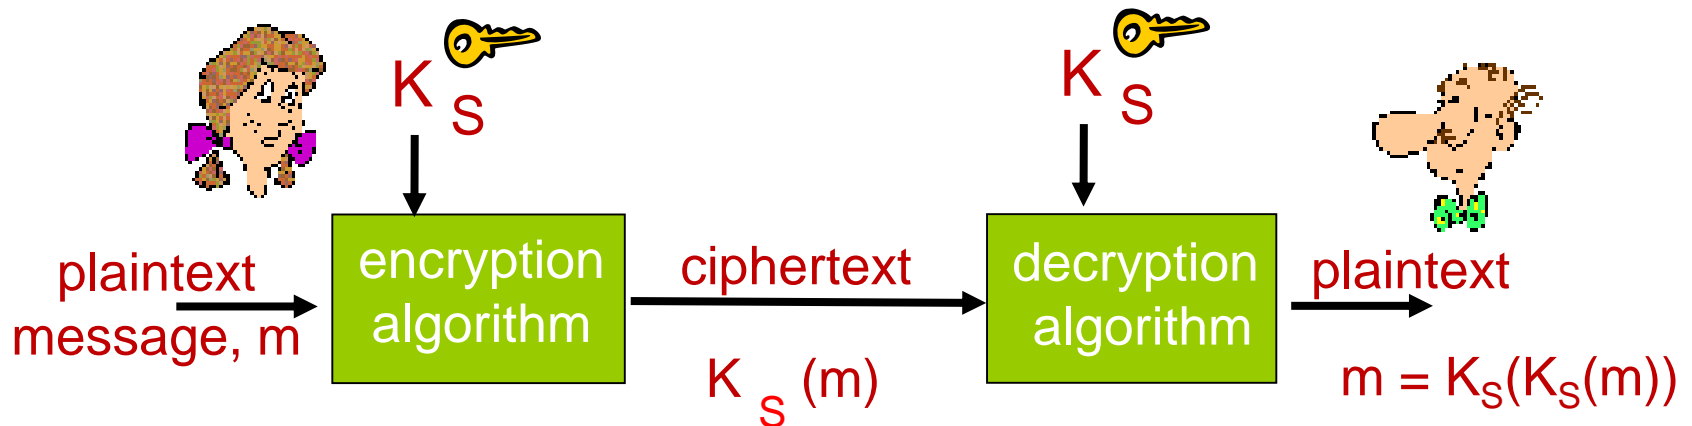 K S
K S
plaintext
message, m
encryption
algorithm
ciphertext
K S (m)
decryption
algorithm
plaintext
m = KS(KS(m))